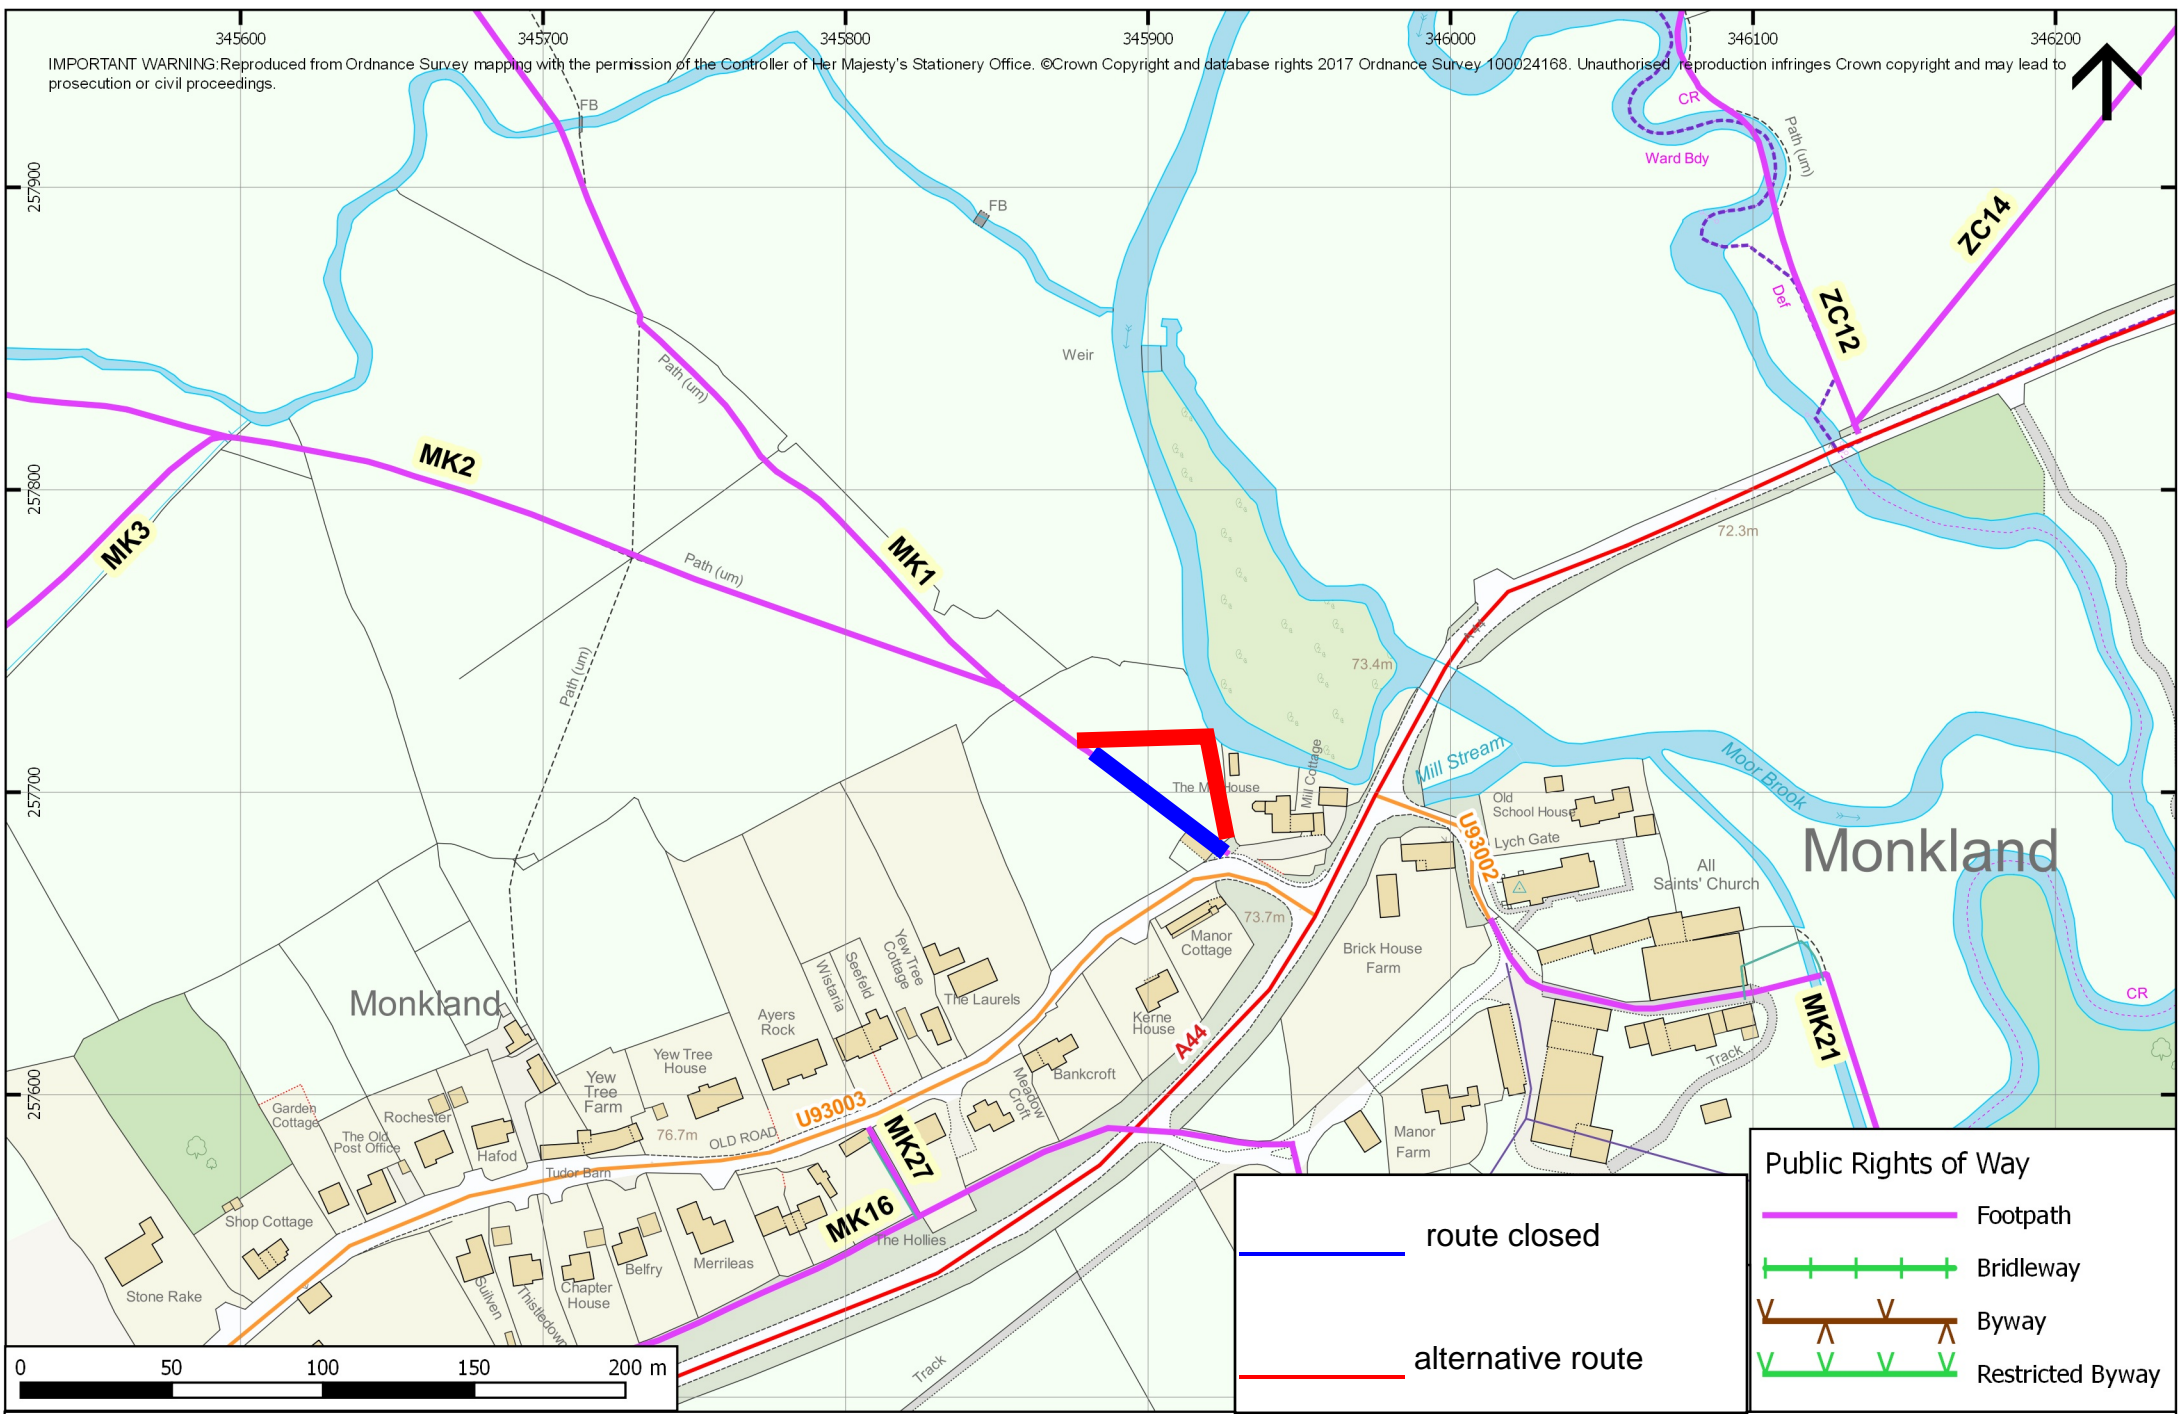 345600
345700
345800
345900
346000
346100
346200
IMPORTANT WARNING:Reproduced from Ordnance Survey mapping with the permission of the Controller of Her Majesty's Stationery Office. ©Crown Copyright and database rights 2017 Ordnance Survey 100024168. Unauthorised reproduction infringes Crown copyright and may lead to
prosecution or civil proceedings.
FB
CR
Path (um)
Ward Bdy
257900
FB
ZC14
Def
ZC12
Weir
Path (um)
MK2
257800
MK3
MK1
72.3m
Path (um)
A44
Path (um)
73.4m
257700
Mill Stream
Moor Brook
Mill Cottage
Old
School House
U93002
Lych Gate
Monkland
All
Saints' Church
73.7m
Manor
Cottage
Brick House
Farm
Monkland
Wistaria
Seefeld
Yew Tree
Cottage
The Laurels
CR
Ayers
Rock
Kerne
House
A44
MK21
Track
Yew Tree
House
Bankcroft
Meadow
Croft
257600
Garden
Cottage
Rochester
Yew
Tree
Farm
U93003
76.7m
OLD ROAD
The Old
Post Office
Hafod
MK27
Manor
Farm
Tudor Barn
MK16
Shop Cottage
The Hollies
Merrileas
Belfry
Chapter
House
Stone Rake
Suilven
Thistledown
Track
Public Rights of Way
Footpath
Bridleway
Byway
Restricted Byway
route closed
alternative route
0
50
100
150
200 m